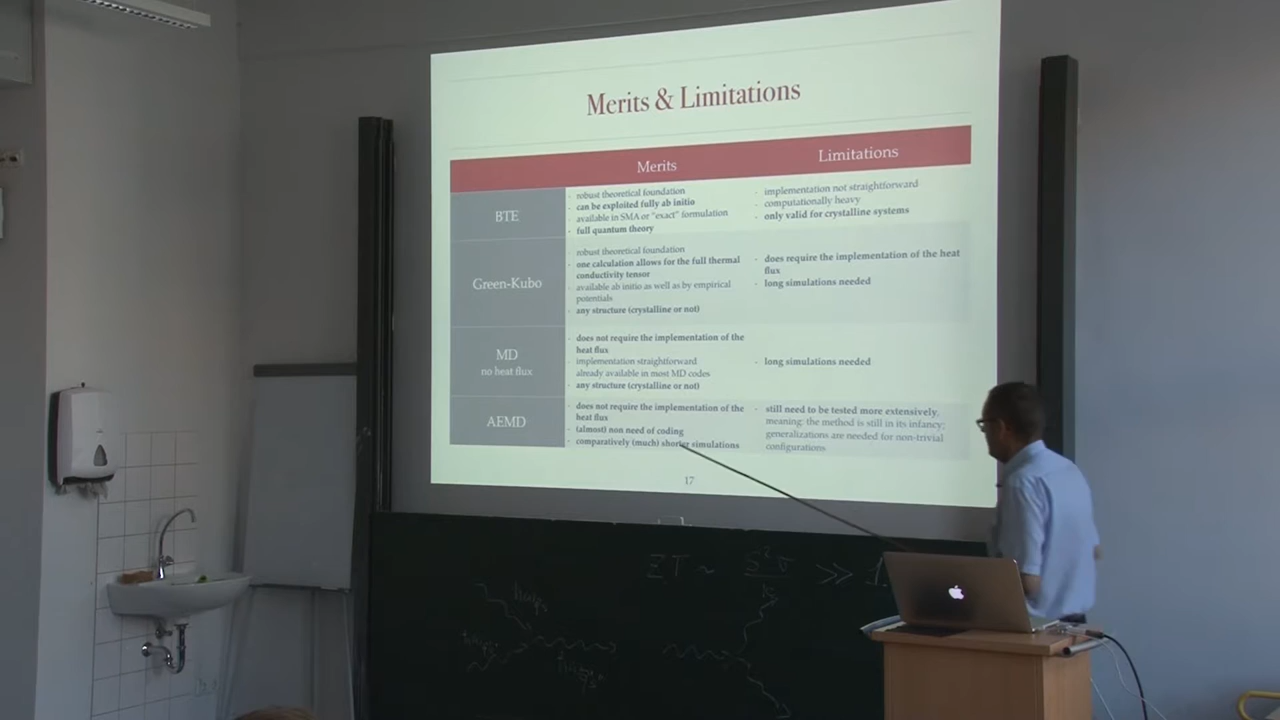 Merits & Limitations
Merits
Limitations
BTE
- robust theoretical foundation
- can be exploited fully ab initio
- available in SMA or "exact" formulation
- full quantum theory
- implementation not straightforward
- computationally heavy
- only valid for crystalline systems
Green-Kubo
robust theoretical foundation
- one calculation allows for the full thermal
conductivity tensor
- available ab initio as well as by empirical
potentials
- any structure (crystalline or not)
- does require the implementation of the heat
flux
- long simulations needed
MD
no heat flux
- does not require the implementation of the
heat flux
- implementation straightforward
already available in most MD codes
- any structure (crystalline or not)
- long simulations needed
AEMD
- does not require the implementation of the
heat flux
- (almost) non need of coding
- comparatively (much) shorter simulations
- still need to be tested more extensively,
meaning: the method is still in its infancy;
generalizations are needed for non-trivial
configurations
17
ZT ~ S²σ ≫ 1